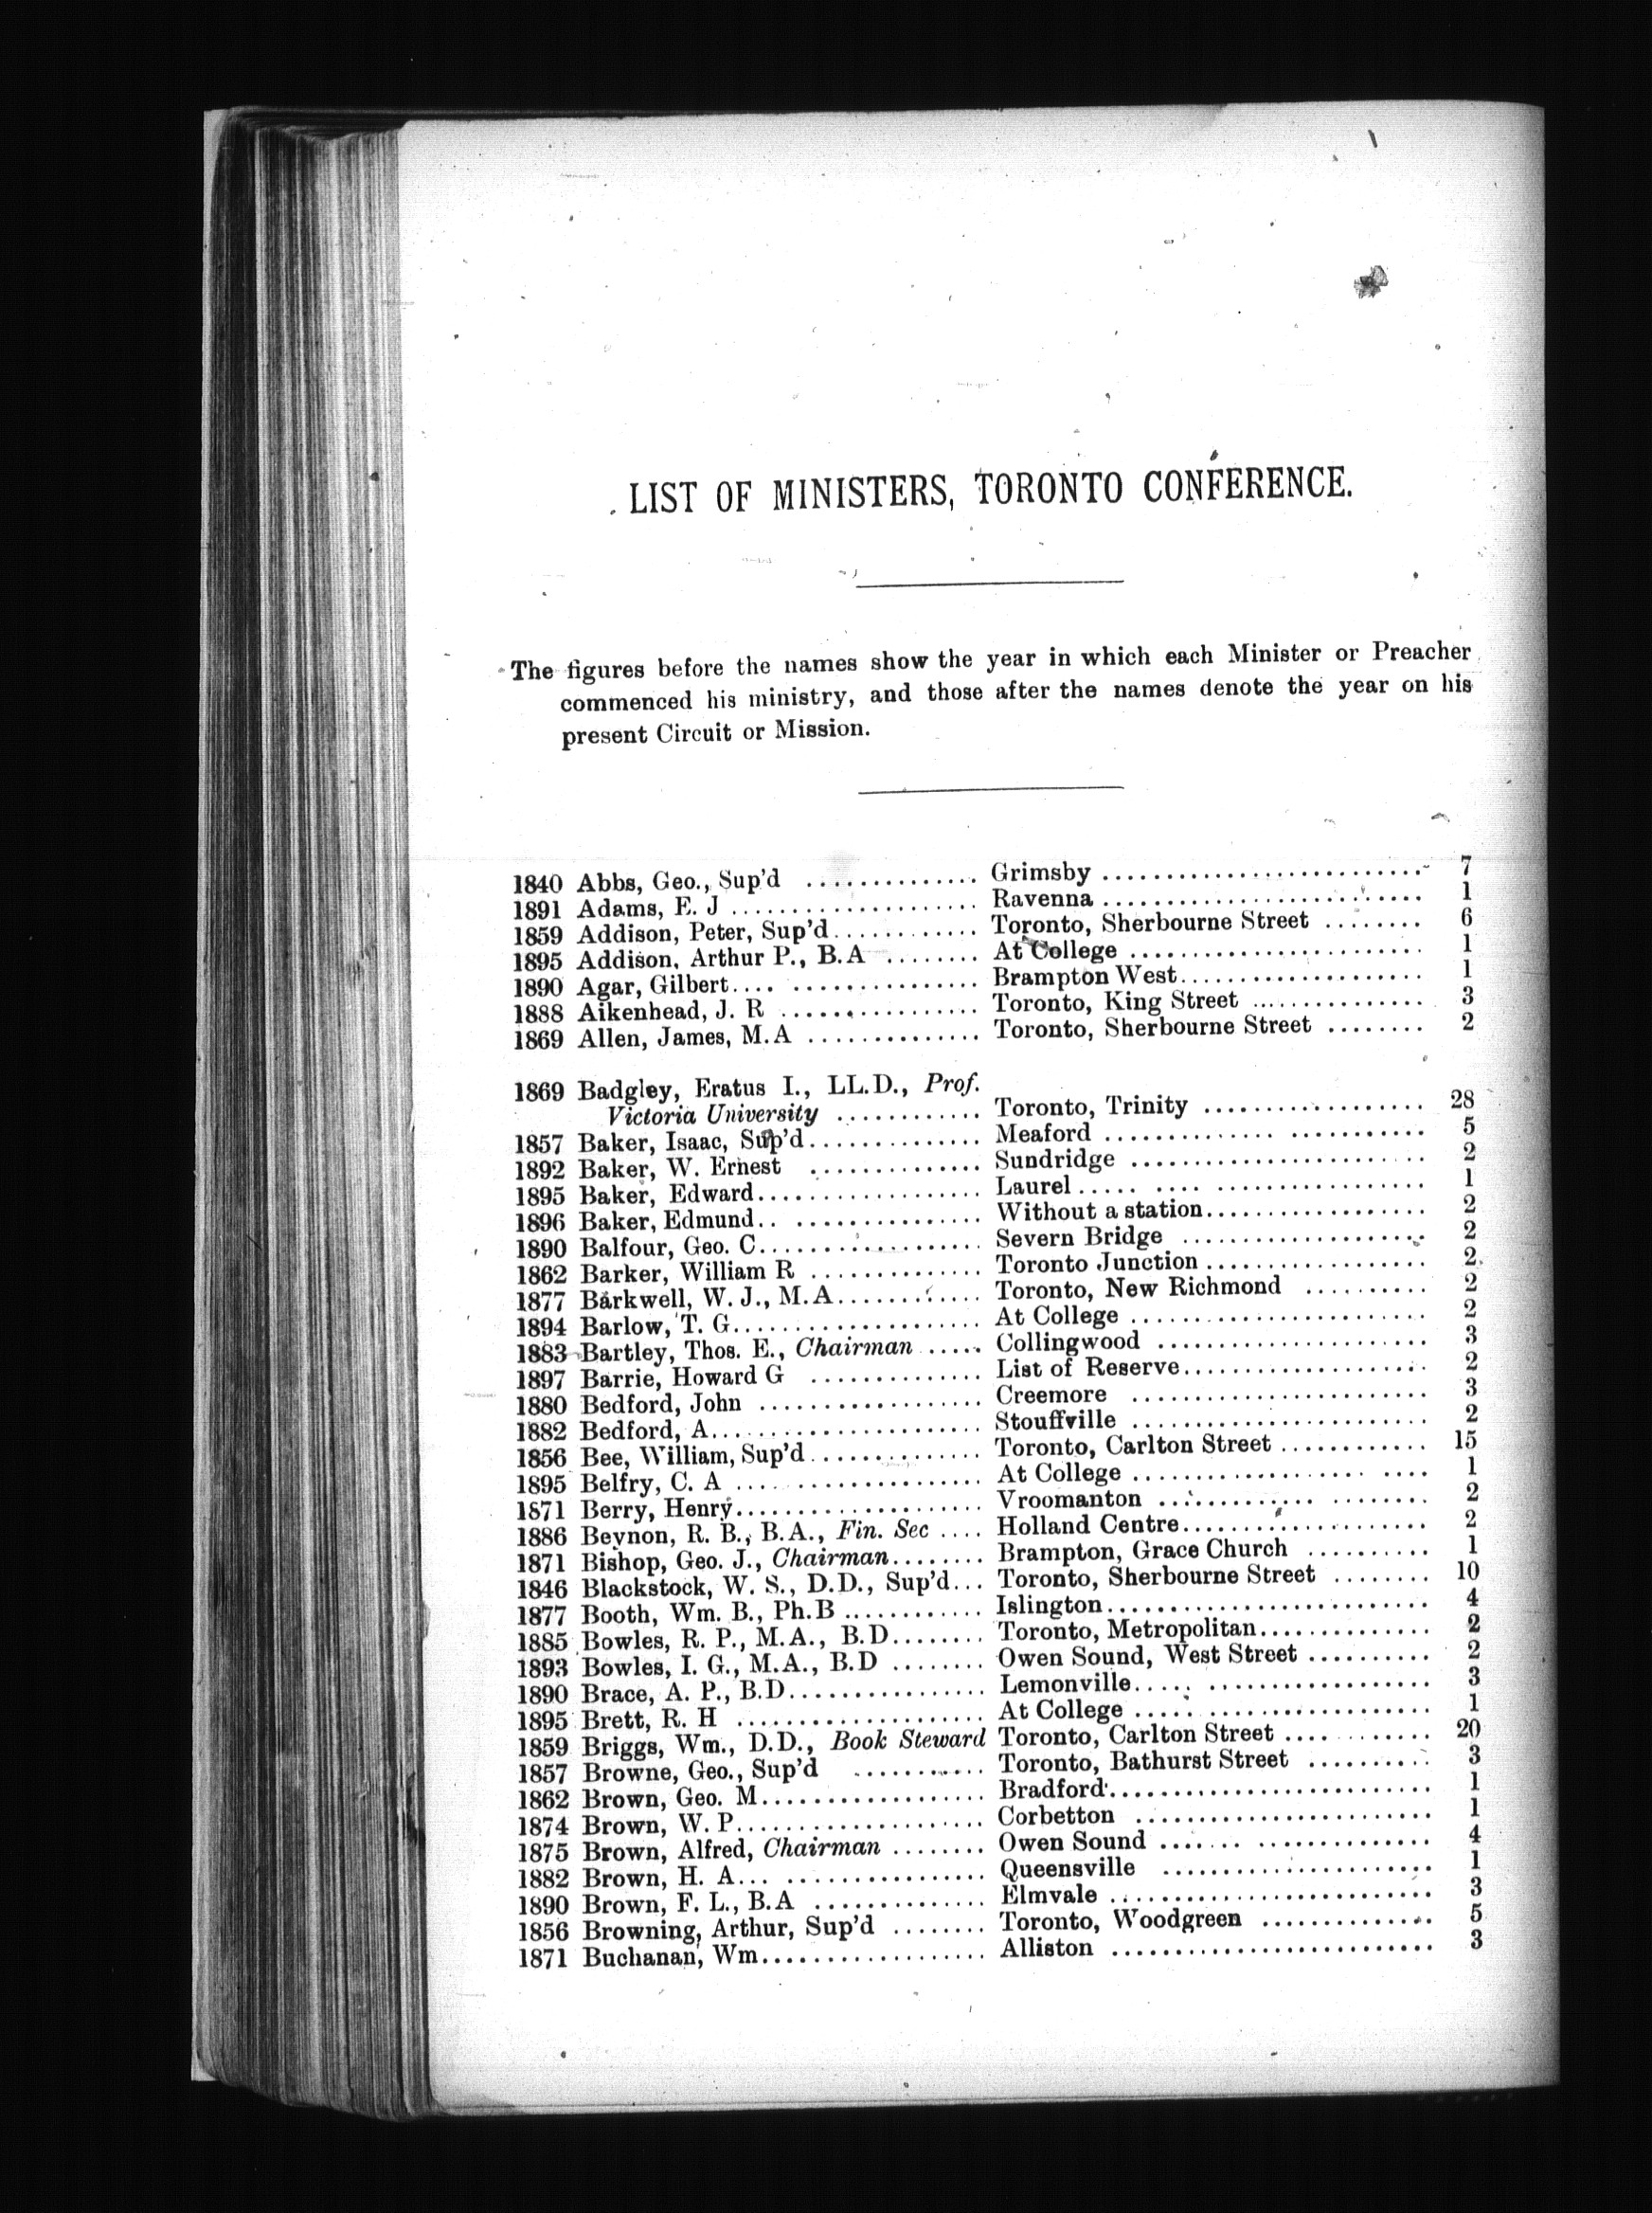 LIST OF MINISTERS, TORONTO CONFERENCE.
The figures before the names show the year in which each Minister or Preacher
commenced his ministry, and those after the names denote the year on his
present Circuit or Mission.
1840 Abbs, Geo., Sup'd .............. Grimsby ........................ 7
1891 Adams, E. J .................... Ravenna ........................ 1
1859 Addison, Peter, Sup'd............ Toronto, Sherbourne Street ........ 6
1895 Addison, Arthur P., B.A ........ At College ........................ 1
1890 Agar, Gilbert.... ............... Brampton West................... 1
1888 Aikenhead, J. R ................ Toronto, King Street .............. 3
1869 Allen, James, M.A .............. Toronto, Sherbourne Street ........ 2
1869 Badgley, Eratus I., LL.D., Prof.
Victoria University ............ Toronto, Trinity .................. 28
1857 Baker, Isaac, Sup'd.............. Meaford ........................ 5
1892 Baker, W. Ernest .............. Sundridge ........................ 2
1895 Baker, Edward.................. Laurel..... .... ................. 1
1896 Baker, Edmund.. ............... Without a station.................. 2
1890 Balfour, Geo. C.................. Severn Bridge .................... 2
1862 Barker, William R .............. Toronto Junction .................. 2
1877 Barkwell, W. J., M.A............ Toronto, New Richmond .......... 2
1894 Barlow, T. G.................... At College ........................ 2
1883 Bartley, Thos. E., Chairman ..... Collingwood ...................... 3
1897 Barrie, Howard G .............. List of Reserve.................... 2
1880 Bedford, John .................. Creemore ........................ 3
1882 Bedford, A...................... Stouffville ........................ 2
1856 Bee, William, Sup'd.............. Toronto, Carlton Street ............ 15
1895 Belfry, C. A .................... At College ................... .... 1
1871 Berry, Henry.................... Vroomanton ............. ........ 2
1886 Beynon, R. B., B.A., Fin. Sec .... Holland Centre.................... 2
1871 Bishop, Geo. J., Chairman........ Brampton, Grace Church .......... 1
1846 Blackstock, W. S., D.D., Sup'd... Toronto, Sherbourne Street ........ 10
1877 Booth, Wm. B., Ph.B ............ Islington.......................... 4
1885 Bowles, R. P., M.A., B.D........ Toronto, Metropolitan.............. 2
1893 Bowles, I. G., M.A., B.D ........ Owen Sound, West Street .......... 2
1890 Brace, A. P., B.D................ Lemonville..... .................. 3
1895 Brett, R. H .................... At College ........................ 1
1859 Briggs, Wm., D.D., Book Steward Toronto, Carlton Street ............ 20
1857 Browne, Geo., Sup'd ........... Toronto, Bathurst Street .......... 3
1862 Brown, Geo. M.................. Bradford.......................... 1
1874 Brown, W. P.................... Corbetton ........................ 1
1875 Brown, Alfred, Chairman ........ Owen Sound ...... .............. 4
1882 Brown, H. A... ................ Queensville ...................... 1
1890 Brown, F. L., B.A .............. Elmvale .......................... 3
1856 Browning, Arthur, Sup'd ........ Toronto, Woodgreen .............. 5
1871 Buchanan, Wm.................. Alliston .......................... 3